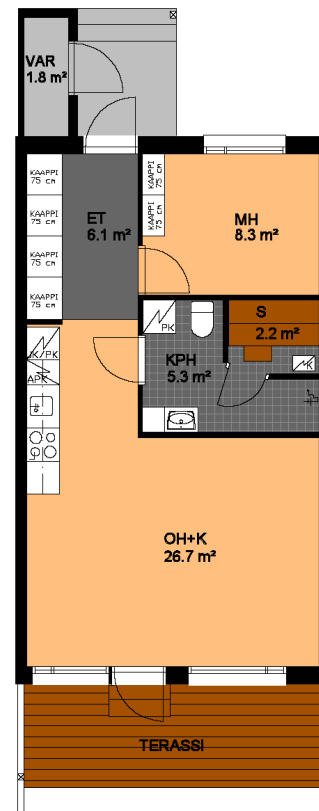 VAR
1.8 m²
KAAPPI
75 cm
KAAPPI
75 cm
KAAPPI
75 cm
KAAPPI
75 cm
ET
6.1 m²
KAAPPI
75 cm
KAAPPI
75 cm
MH
8.3 m²
S
2.2 m²
K
PK
KPH
5.3 m²
JK/PK
APK
OH+K
26.7 m²
TERASSI